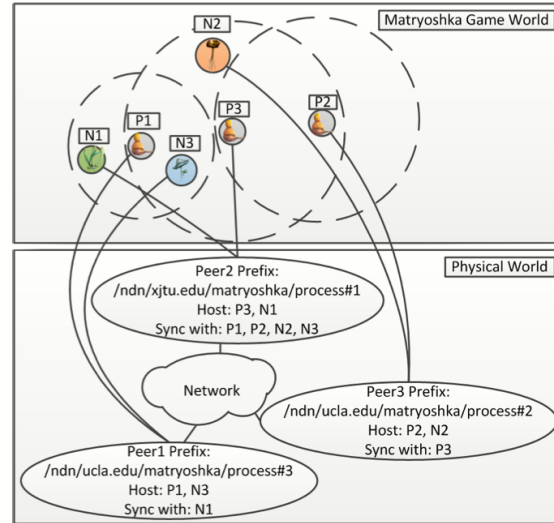 Matryoshka Game World
N2
P1
P3
P2
N1
N3
Physical World
Peer2 Prefix:
/ndn/xjtu.edu/matryoshka/process#1
Host: P3, N1
Sync with: P1, P2, N2, N3
Network
Peer3 Prefix:
/ndn/ucla.edu/matryoshka/process#2
Host: P2, N2
Sync with: P3
Peer1 Prefix:
/ndn/ucla.edu/matryoshka/process#3
Host: P1, N3
Sync with: N1